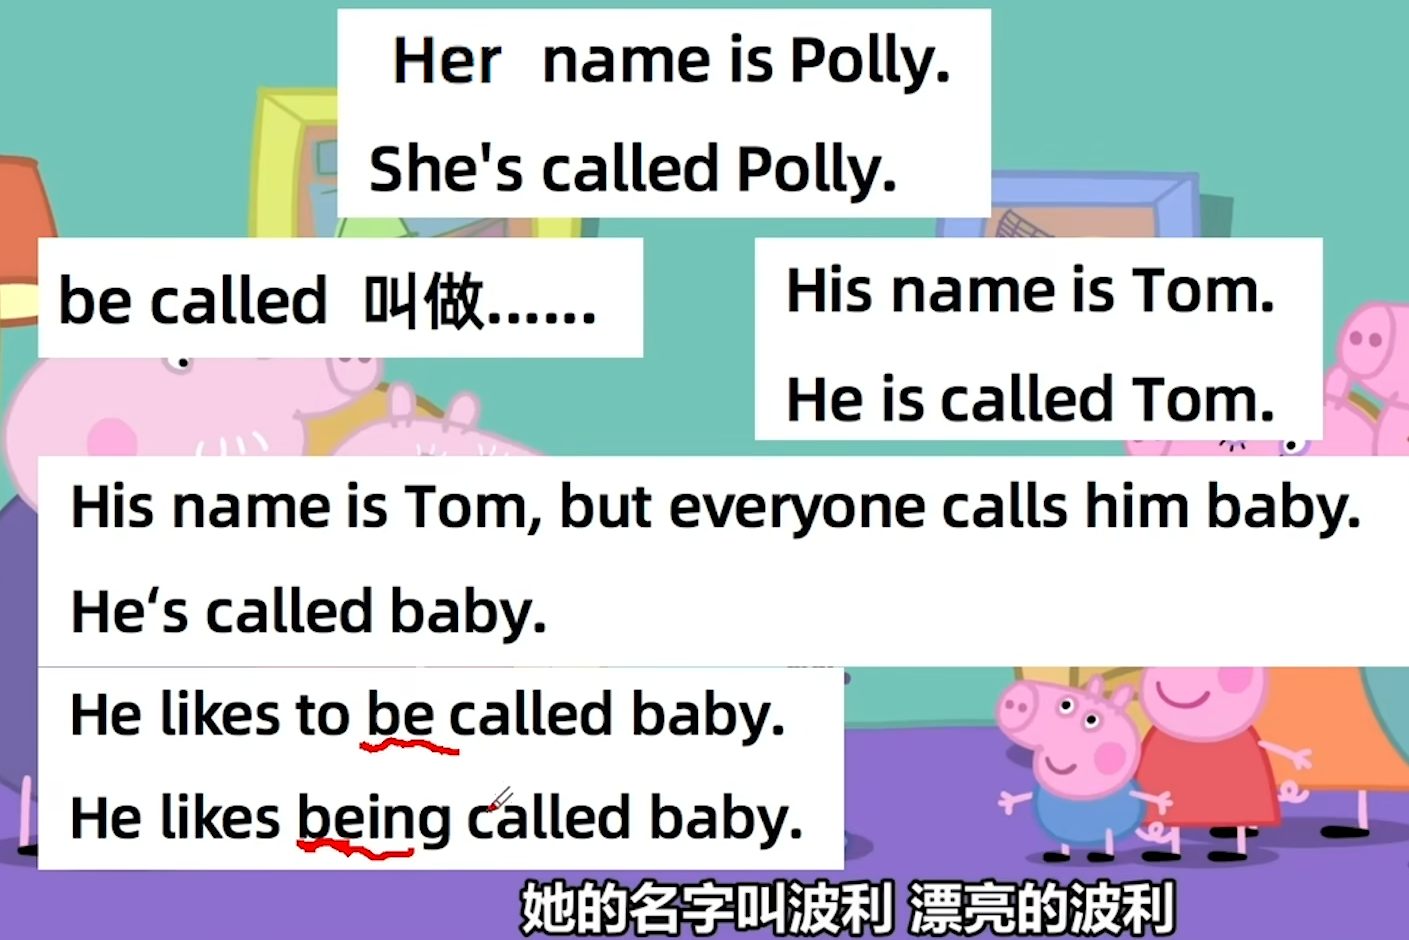 Her name is Polly.
She's called Polly.
be called 叫做......
His name is Tom.
He is called Tom.
His name is Tom, but everyone calls him baby.
He‘s called baby.
He likes to be called baby.
He likes being called baby.
她的名字叫波利 漂亮的波利